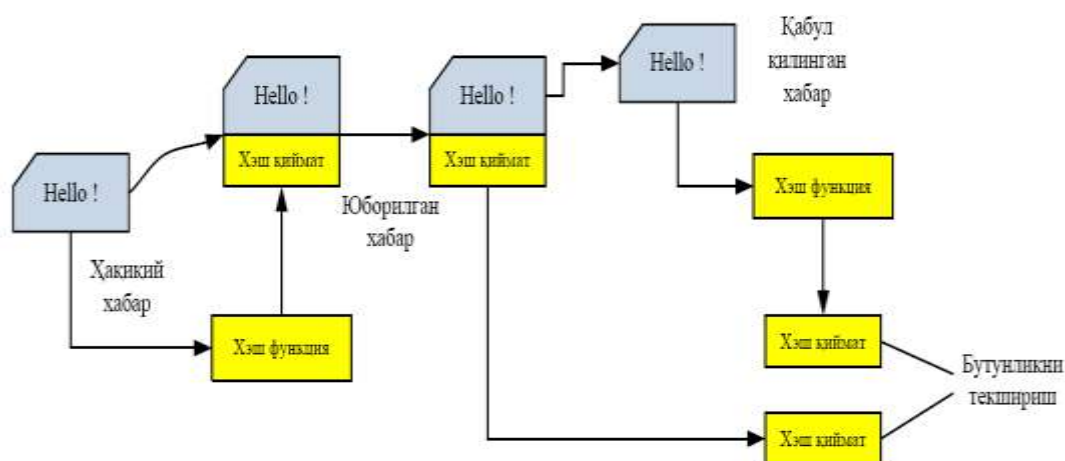 Hello !
Ҳақиқий
хабар
Хэш функция
Hello !
Хэш қиймат
Юборилган
хабар
Hello !
Хэш қиймат
Hello !
Қабул
қилинган
хабар
Хэш функция
Хэш қиймат
Хэш қиймат
Бутунликни
текшириш